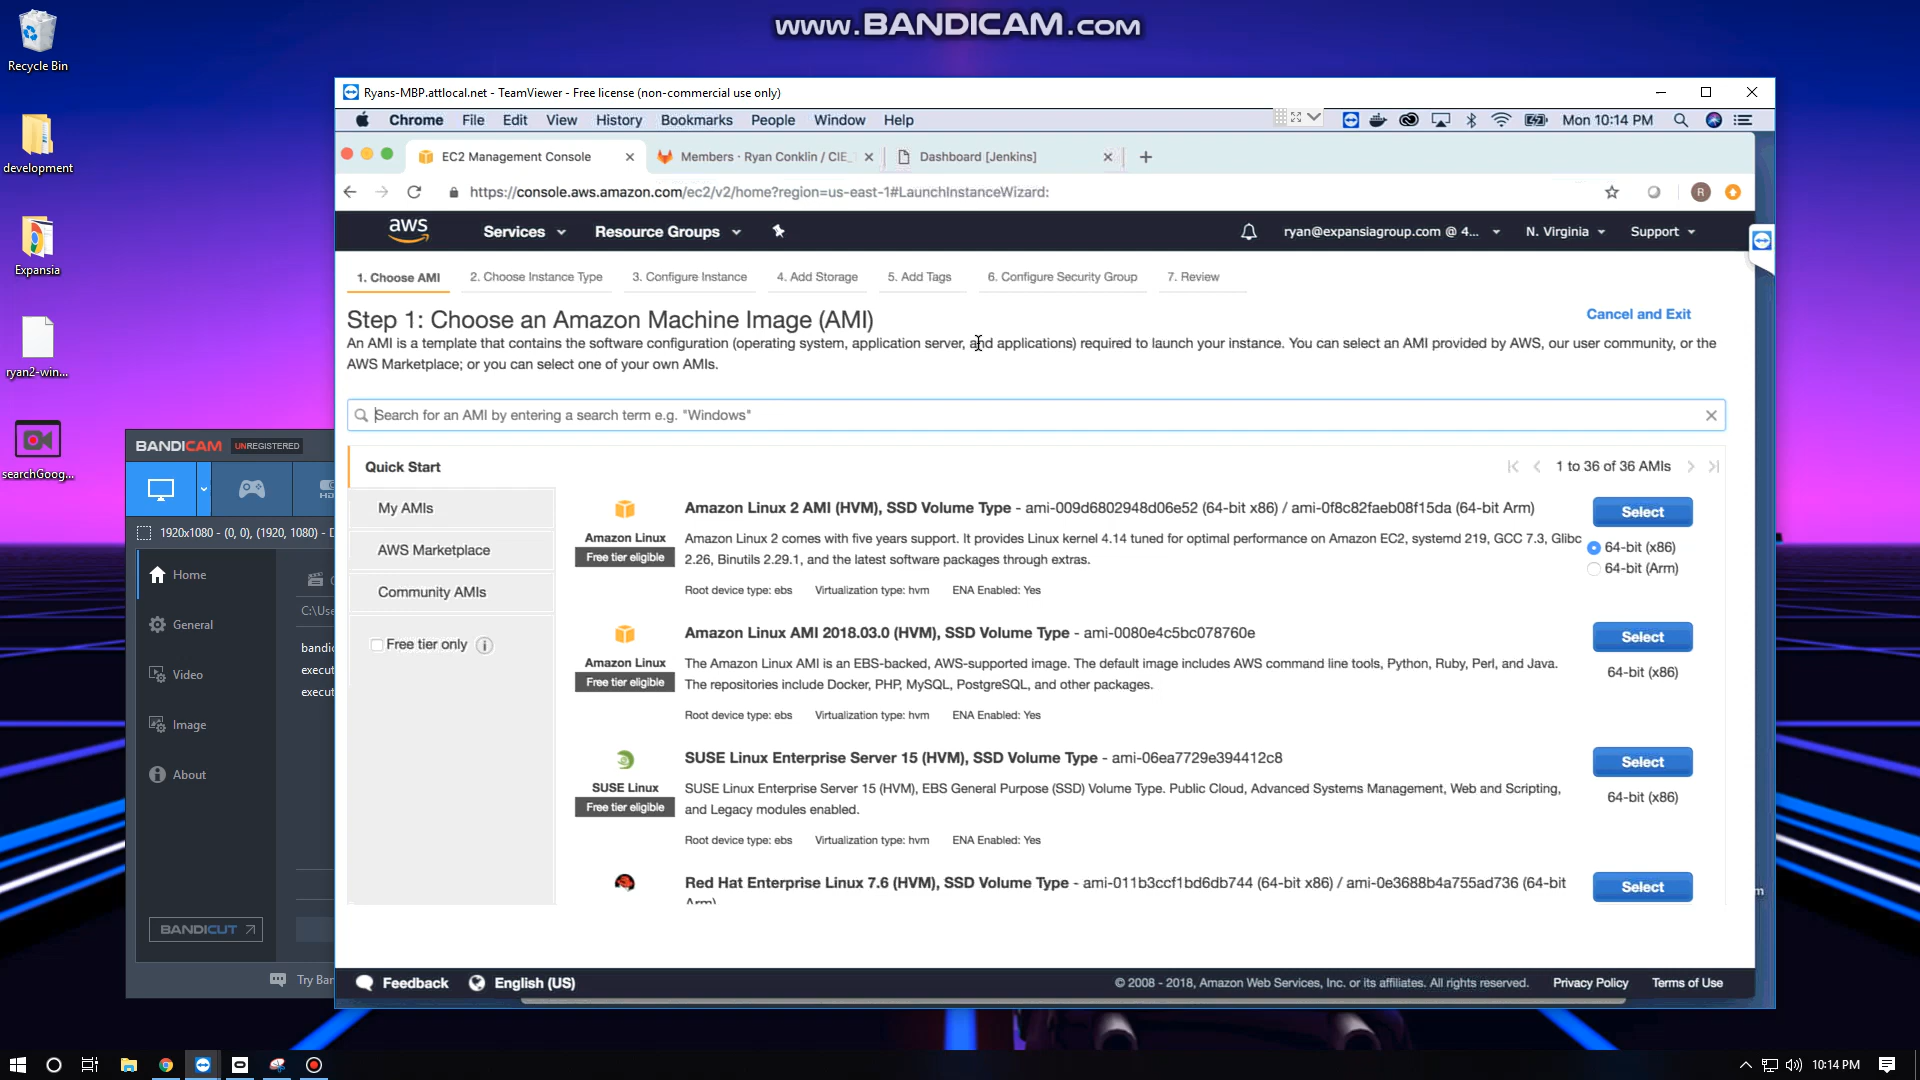 www.BANDICAM.com
Recycle Bin
development
Expansia
ryan2-win...
searchGoog...
Ryans-MBP.attlocal.net - TeamViewer - Free license (non-commercial use only)
Chrome File Edit View History Bookmarks People Window Help
Mon 10:14 PM
EC2 Management Console
Members · Ryan Conklin / CIE_
Dashboard [Jenkins]
https://console.aws.amazon.com/ec2/v2/home?region=us-east-1#LaunchInstanceWizard:
R
aws Services Resource Groups
ryan@expansiagroup.com @ 4... N. Virginia Support
1. Choose AMI 2. Choose Instance Type 3. Configure Instance 4. Add Storage 5. Add Tags 6. Configure Security Group 7. Review
Step 1: Choose an Amazon Machine Image (AMI)
Cancel and Exit
An AMI is a template that contains the software configuration (operating system, application server, and applications) required to launch your instance. You can select an AMI provided by AWS, our user community, or the
AWS Marketplace; or you can select one of your own AMIs.
Search for an AMI by entering a search term e.g. "Windows"
Quick Start
My AMIs
AWS Marketplace
Community AMIs
Free tier only
1 to 36 of 36 AMIs
Amazon Linux
Free tier eligible
Amazon Linux 2 AMI (HVM), SSD Volume Type - ami-009d6802948d06e52 (64-bit x86) / ami-0f8c82faeb08f15da (64-bit Arm)
Amazon Linux 2 comes with five years support. It provides Linux kernel 4.14 tuned for optimal performance on Amazon EC2, systemd 219, GCC 7.3, Glibc
2.26, Binutils 2.29.1, and the latest software packages through extras.
Root device type: ebs Virtualization type: hvm ENA Enabled: Yes
Select
64-bit (x86)
64-bit (Arm)
Amazon Linux
Free tier eligible
Amazon Linux AMI 2018.03.0 (HVM), SSD Volume Type - ami-0080e4c5bc078760e
The Amazon Linux AMI is an EBS-backed, AWS-supported image. The default image includes AWS command line tools, Python, Ruby, Perl, and Java.
The repositories include Docker, PHP, MySQL, PostgreSQL, and other packages.
Root device type: ebs Virtualization type: hvm ENA Enabled: Yes
Select
64-bit (x86)
SUSE Linux
Free tier eligible
SUSE Linux Enterprise Server 15 (HVM), SSD Volume Type - ami-06ea7729e394412c8
SUSE Linux Enterprise Server 15 (HVM), EBS General Purpose (SSD) Volume Type. Public Cloud, Advanced Systems Management, Web and Scripting,
and Legacy modules enabled.
Root device type: ebs Virtualization type: hvm ENA Enabled: Yes
Select
64-bit (x86)
Red Hat Enterprise Linux 7.6 (HVM), SSD Volume Type - ami-011b3ccf1bd6db744 (64-bit x86) / ami-0e3688b4a755ad736 (64-bit
Arm)
Select
Feedback English (US)
© 2008 - 2018, Amazon Web Services, Inc. or its affiliates. All rights reserved. Privacy Policy Terms of Use
BANDICAM UNREGISTERED
1920x1080 - (0, 0), (1920, 1080) - D
Home
General
Video
Image
About
C:\Use
bandic
execut
execut
BANDICUT
Try Ban
10:14 PM